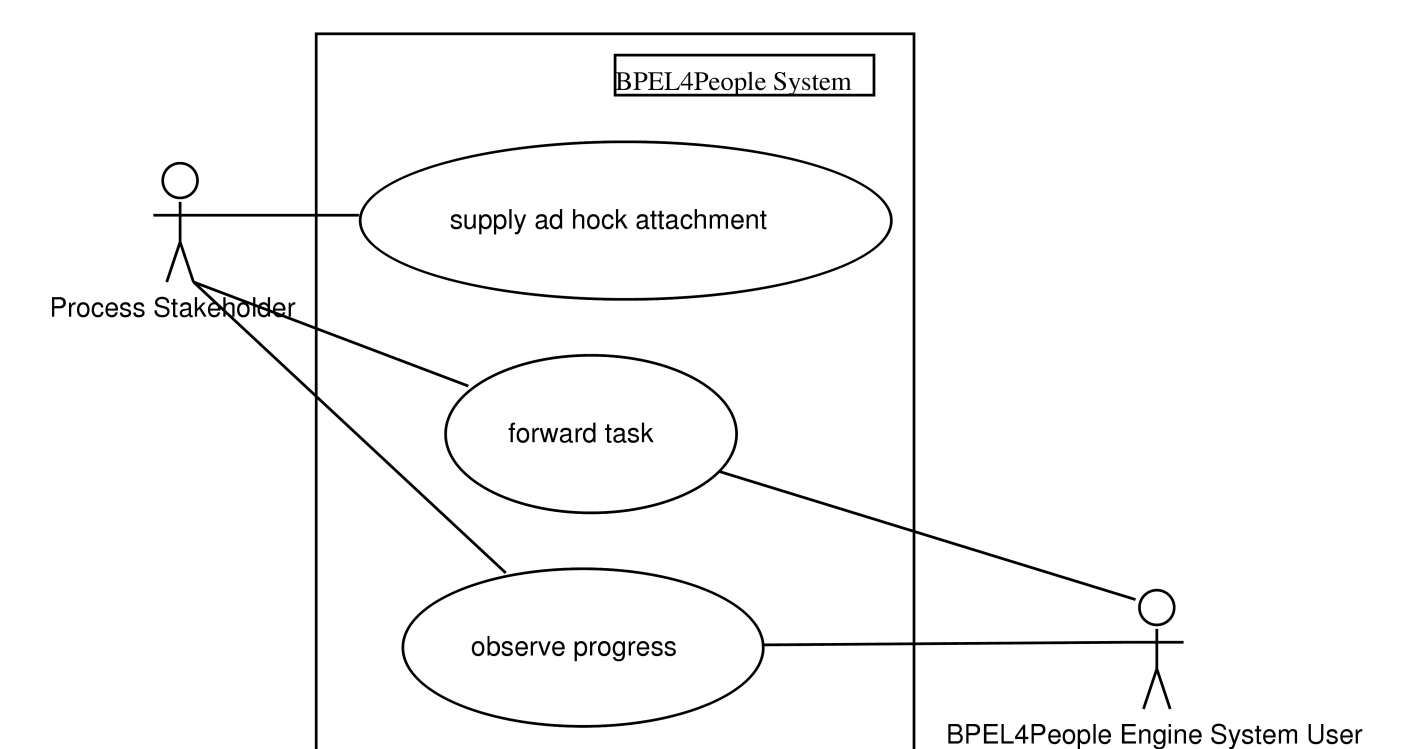 BPEL4People System
supply ad hock attachment
Process Stakeholder
forward task
observe progress
BPEL4People Engine System User